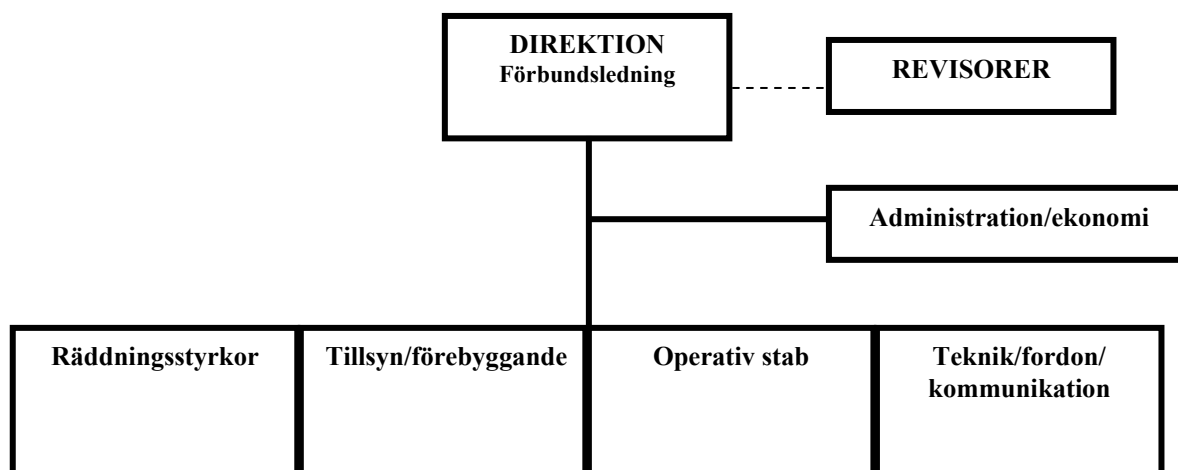 DIREKTION
Förbundsledning
REVISORER
Administration/ekonomi
Räddningsstyrkor
Tillsyn/förebyggande
Operativ stab
Teknik/fordon/
kommunikation